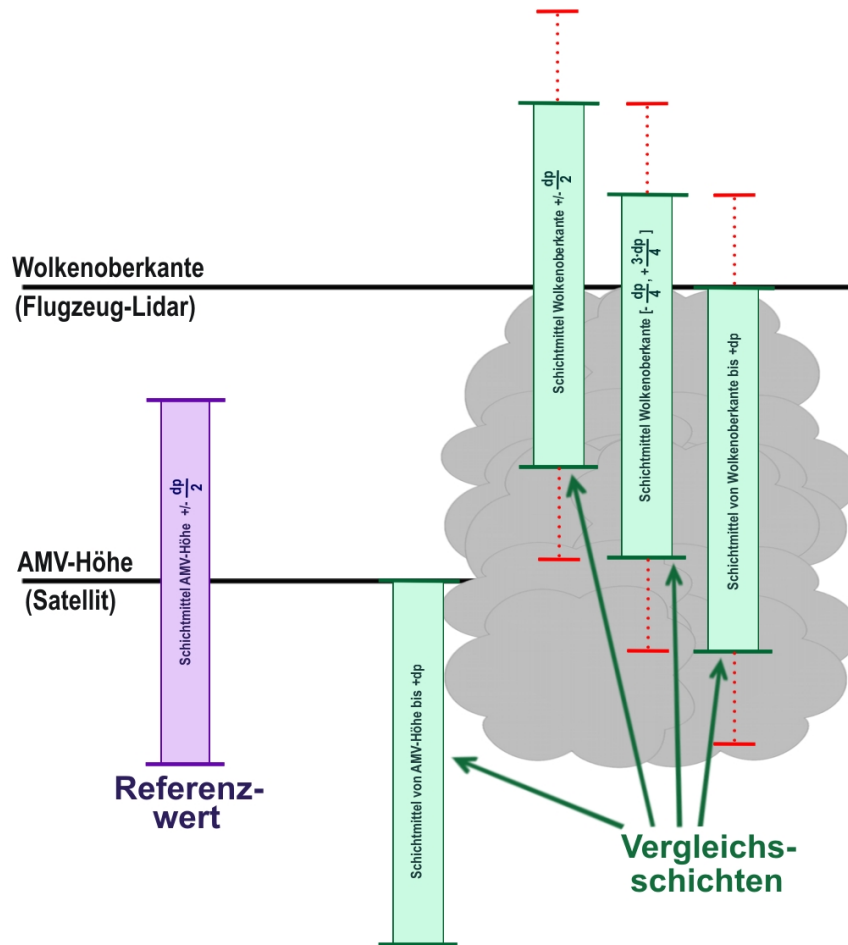 Wolkenoberkante
(Flugzeug-Lidar)
AMV-Höhe
(Satellit)
Schichtmittel AMV-Höhe +/- dp/2
Referenz-
wert
Schichtmittel von AMV-Höhe bis +dp
Schichtmittel Wolkenoberkante +/- dp/2
Schichtmittel Wolkenoberkante [- dp/4, + 3·dp/4 ]
Schichtmittel von Wolkenoberkante bis +dp
Vergleichs-
schichten